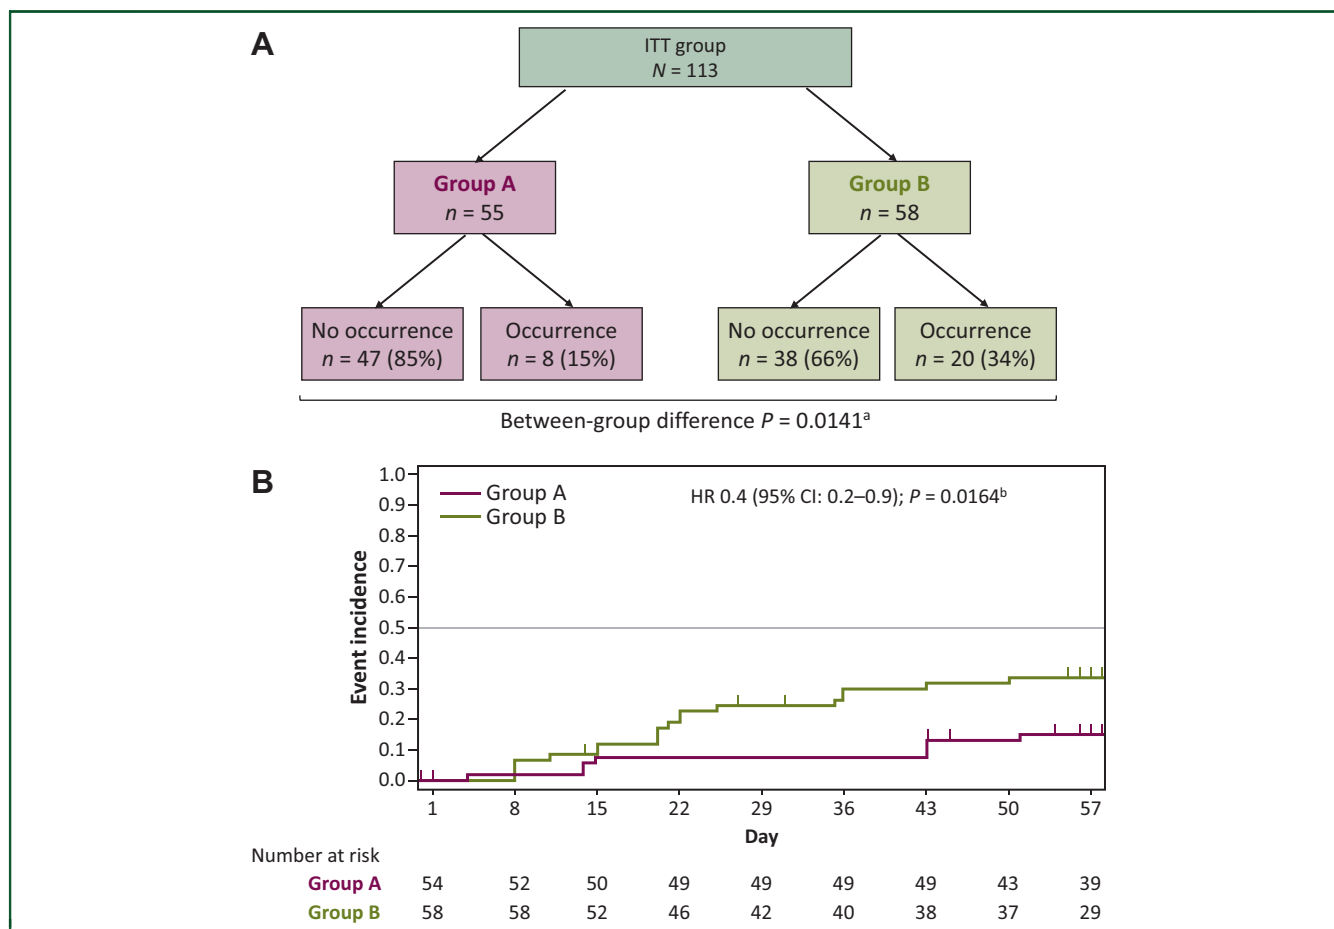 A
ITT group
N = 113
Group A
n = 55
Group B
n = 58
No occurrence
n = 47 (85%)
Occurrence
n = 8 (15%)
No occurrence
n = 38 (66%)
Occurrence
n = 20 (34%)
Between-group difference P = 0.0141ᵃ
B
Group A
Group B
HR 0.4 (95% CI: 0.2–0.9); P = 0.0164ᵇ
Event incidence
1.0
0.9
0.8
0.7
0.6
0.5
0.4
0.3
0.2
0.1
0.0
1 8 15 22 29 36 43 50 57
Day
Number at risk
Group A 54 52 50 49 49 49 49 43 39
Group B 58 58 52 46 42 40 38 37 29